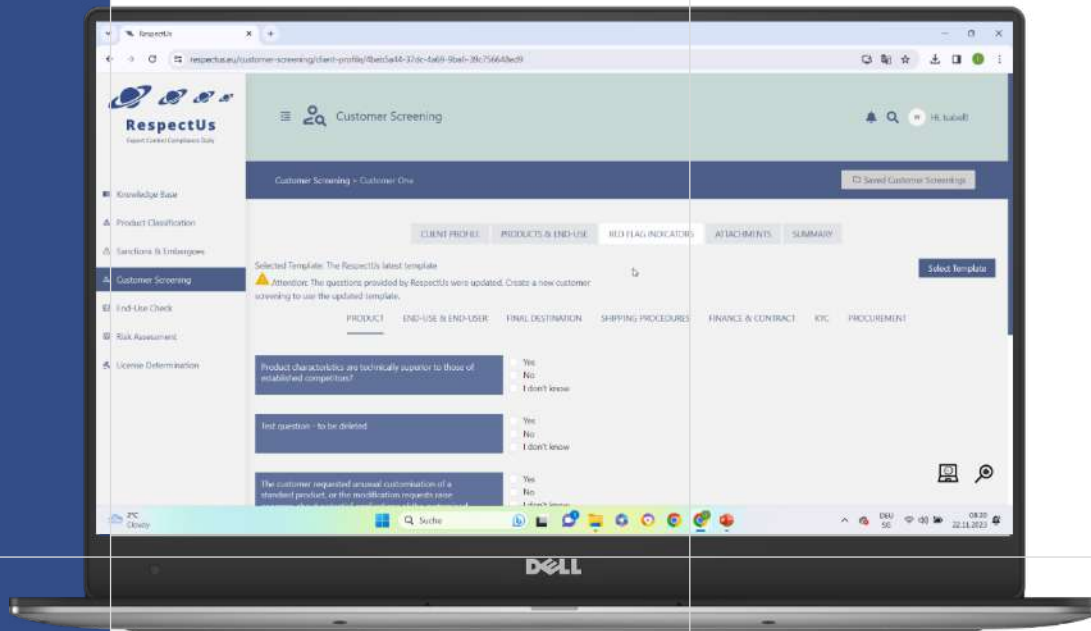 RespectUs
respectus.eu/customer-screening/client-profile/
RespectUs
Export Control Compliance Daily
Customer Screening
Hi, Isabell
Customer Screening > Customer One
Saved Customer Screenings
Knowledge Base
Product Classification
Sanctions & Embargoes
Customer Screening
End-Use Check
Risk Assessment
License Determination
CLIENT PROFILE
PRODUCTS & END-USE
RED FLAG INDICATORS
ATTACHMENTS
SUMMARY
Selected Template: The RespectUs latest template
Select Template
Attention: The questions provided by RespectUs were updated. Create a new customer
screening to use the updated template.
PRODUCT
END-USE & END-USER
FINAL DESTINATION
SHIPPING PROCEDURES
FINANCE & CONTRACT
KYC
PROCUREMENT
Product characteristics are technically superior to those of
established competitors?
Yes
No
I don't know
Test question - to be deleted
Yes
No
I don't know
The customer requested unusual customisation of a
standard product, or the modification requests raise
Yes
No
I don't know
2°C
Cloudy
Suche
DEU
SG
08:20
22.11.2023
DELL